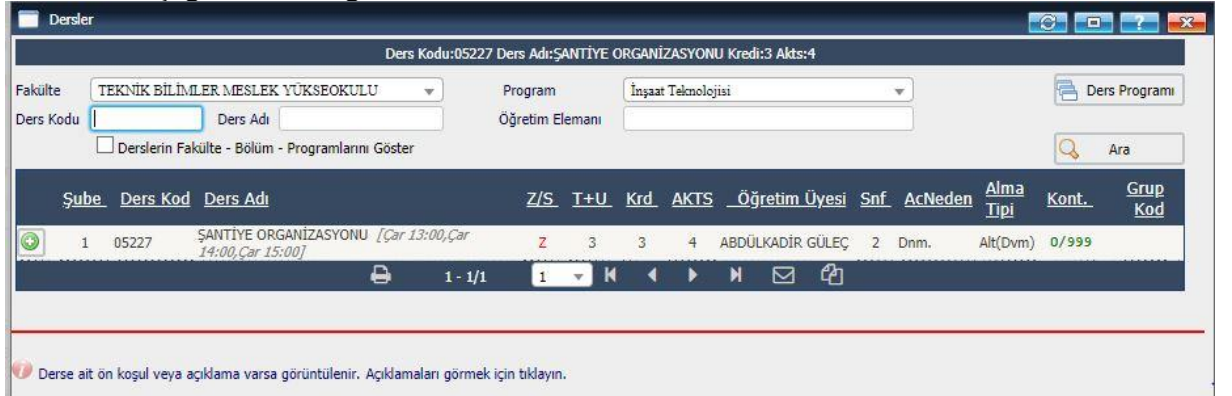 Dersler
Ders Kodu:05227 Ders Adı:ŞANTİYE ORGANİZASYONU Kredi:3 Akts:4
Fakülte TEKNİK BİLİMLER MESLEK YÜKSEOKULU Program İnşaat Teknolojisi Ders Programı
Ders Kodu Ders Adı Öğretim Elemanı
Derslerin Fakülte - Bölüm - Programlarını Göster Ara
Şube Ders Kod Ders Adı Z/S T+U Krd AKTS Öğretim Üyesi Snf AcNeden Alma Tipi Kont. Grup Kod
1 05227 ŞANTİYE ORGANİZASYONU [Çar 13:00,Çar Z 3 3 4 ABDÜLKADİR GÜLEÇ 2 Dnm. Alt(Dvm) 0/999
14:00,Çar 15:00]
1 - 1/1 1
Derse ait ön koşul veya açıklama varsa görüntülenir. Açıklamaları görmek için tıklayın.